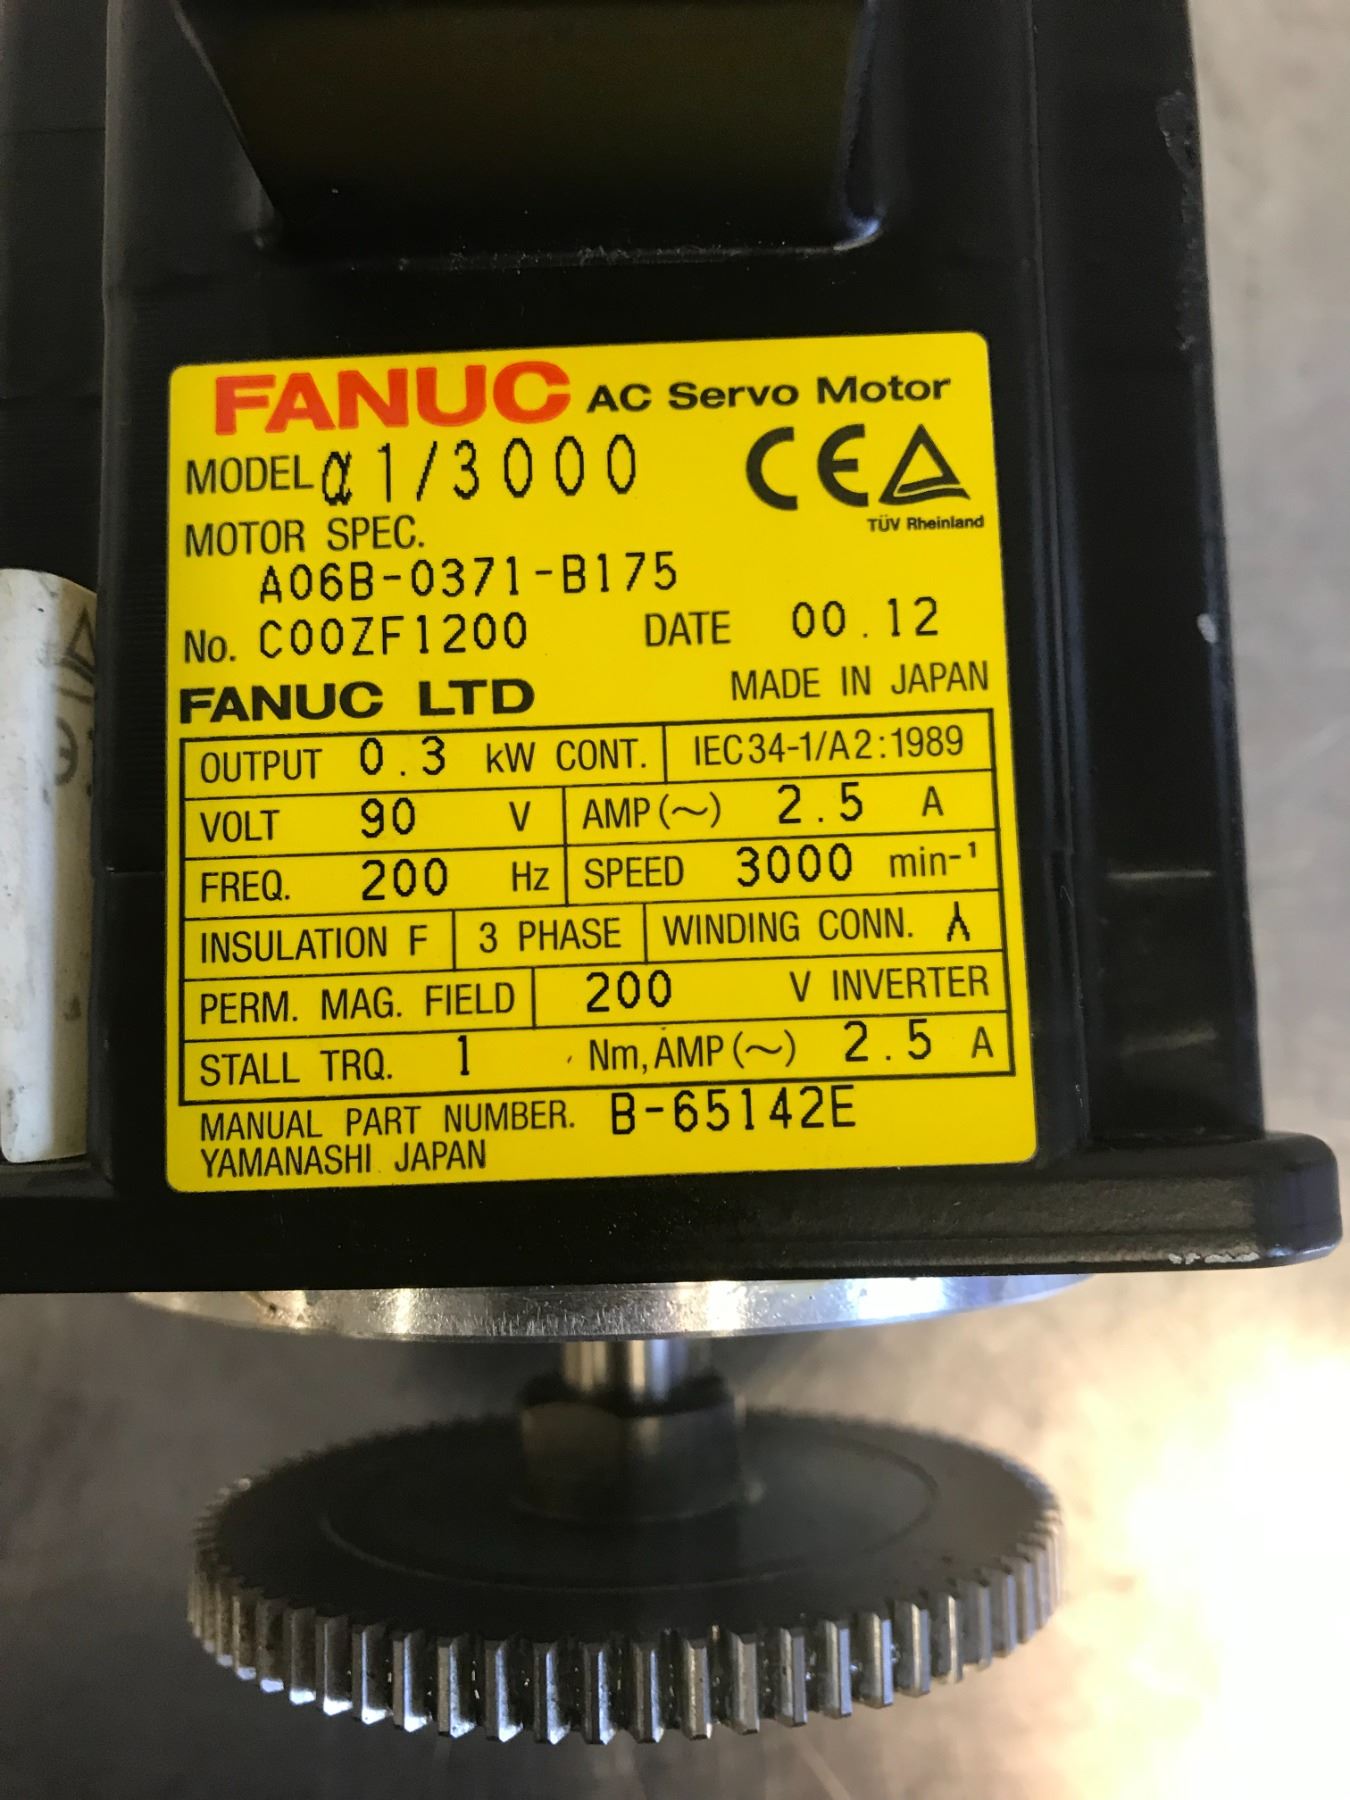 FANUC AC Servo Motor
MODEL α1/3000
CE
TÜV Rheinland
MOTOR SPEC.
A06B-0371-B175
No. C00ZF1200 DATE 00.12
FANUC LTD MADE IN JAPAN
OUTPUT 0.3 kW CONT. IEC34-1/A2:1989
VOLT 90 V AMP(~) 2.5 A
FREQ. 200 Hz SPEED 3000 min-¹
INSULATION F 3 PHASE WINDING CONN. ⅄
PERM. MAG. FIELD 200 V INVERTER
STALL TRQ. 1 Nm, AMP(~) 2.5 A
MANUAL PART NUMBER. B-65142E
YAMANASHI JAPAN